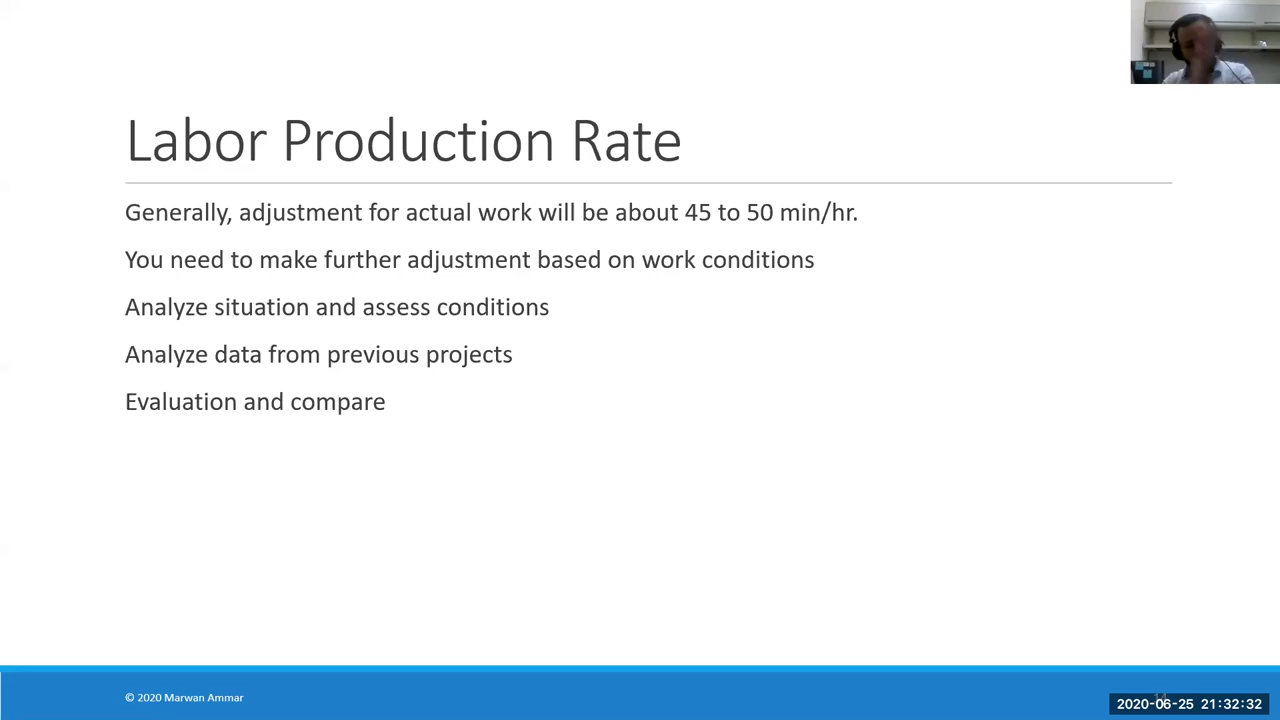 Labor Production Rate
Generally, adjustment for actual work will be about 45 to 50 min/hr.
You need to make further adjustment based on work conditions
Analyze situation and assess conditions
Analyze data from previous projects
Evaluation and compare
© 2020 Marwan Ammar
2020-06-25 21:32:32